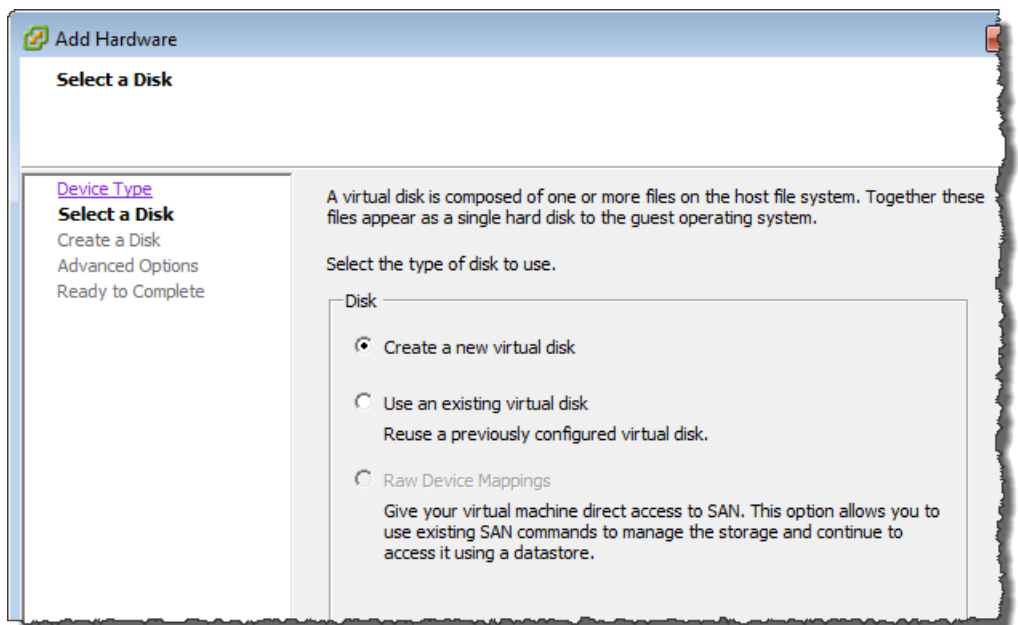 Add Hardware
Select a Disk
Device Type
Select a Disk
Create a Disk
Advanced Options
Ready to Complete
A virtual disk is composed of one or more files on the host file system. Together these
files appear as a single hard disk to the guest operating system.
Select the type of disk to use.
Disk
Create a new virtual disk
Use an existing virtual disk
Reuse a previously configured virtual disk.
Raw Device Mappings
Give your virtual machine direct access to SAN. This option allows you to
use existing SAN commands to manage the storage and continue to
access it using a datastore.